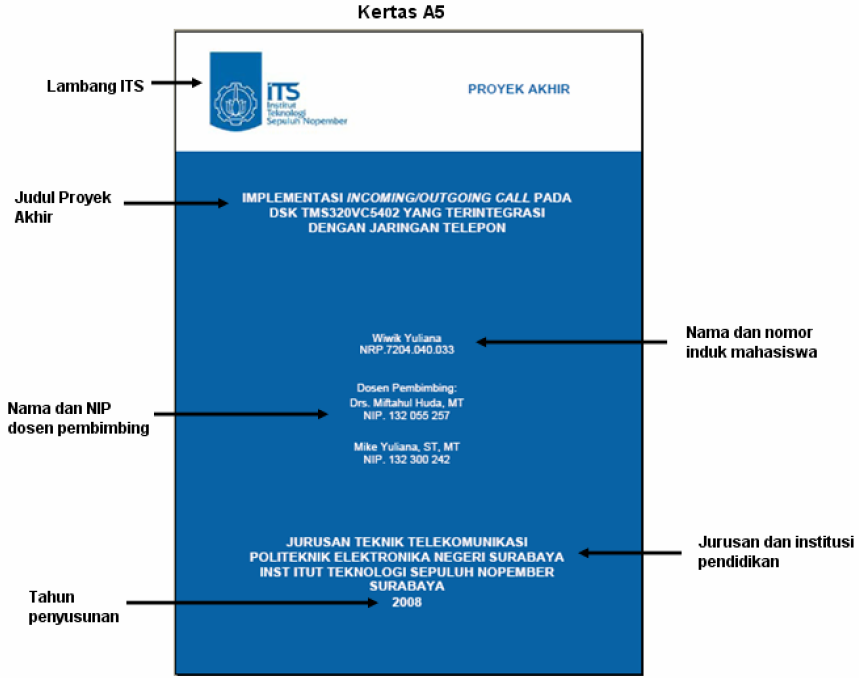 Kertas A5
Lambang ITS
iTS
Institut
Teknologi
Sepuluh Nopember
PROYEK AKHIR
Judul Proyek
Akhir
IMPLEMENTASI INCOMING/OUTGOING CALL PADA
DSK TMS320VC5402 YANG TERINTEGRASI
DENGAN JARINGAN TELEPON
Wiwik Yuliana
NRP.7204.040.033
Nama dan nomor
induk mahasiswa
Dosen Pembimbing:
Drs. Miftahul Huda, MT
NIP. 132 055 257
Nama dan NIP
dosen pembimbing
Mike Yuliana, ST, MT
NIP. 132 300 242
JURUSAN TEKNIK TELEKOMUNIKASI
POLITEKNIK ELEKTRONIKA NEGERI SURABAYA
INST ITUT TEKNOLOGI SEPULUH NOPEMBER
SURABAYA
2008
Jurusan dan institusi
pendidikan
Tahun
penyusunan